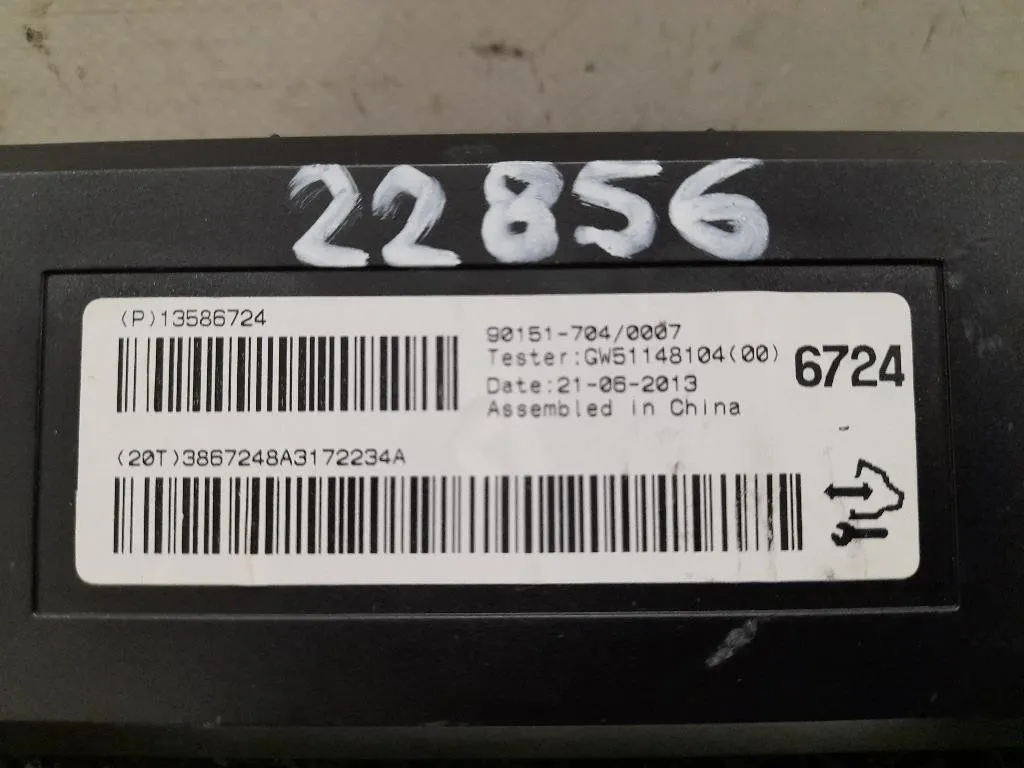 22856
(P)13586724
90151-704/0007
Tester:GW51148104(00)
6724
Date:21-06-2013
Assembled in China
(20T)3867248A3172234A